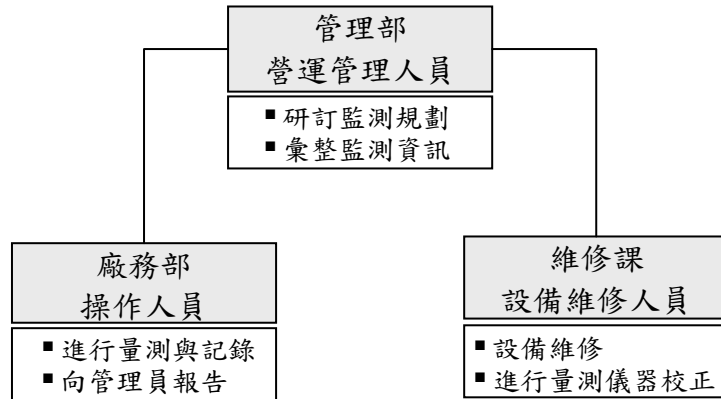 管理部
營運管理人員
▪ 研訂監測規劃
▪ 彙整監測資訊
廠務部
操作人員
▪ 進行量測與記錄
▪ 向管理員報告
維修課
設備維修人員
▪ 設備維修
▪ 進行量測儀器校正